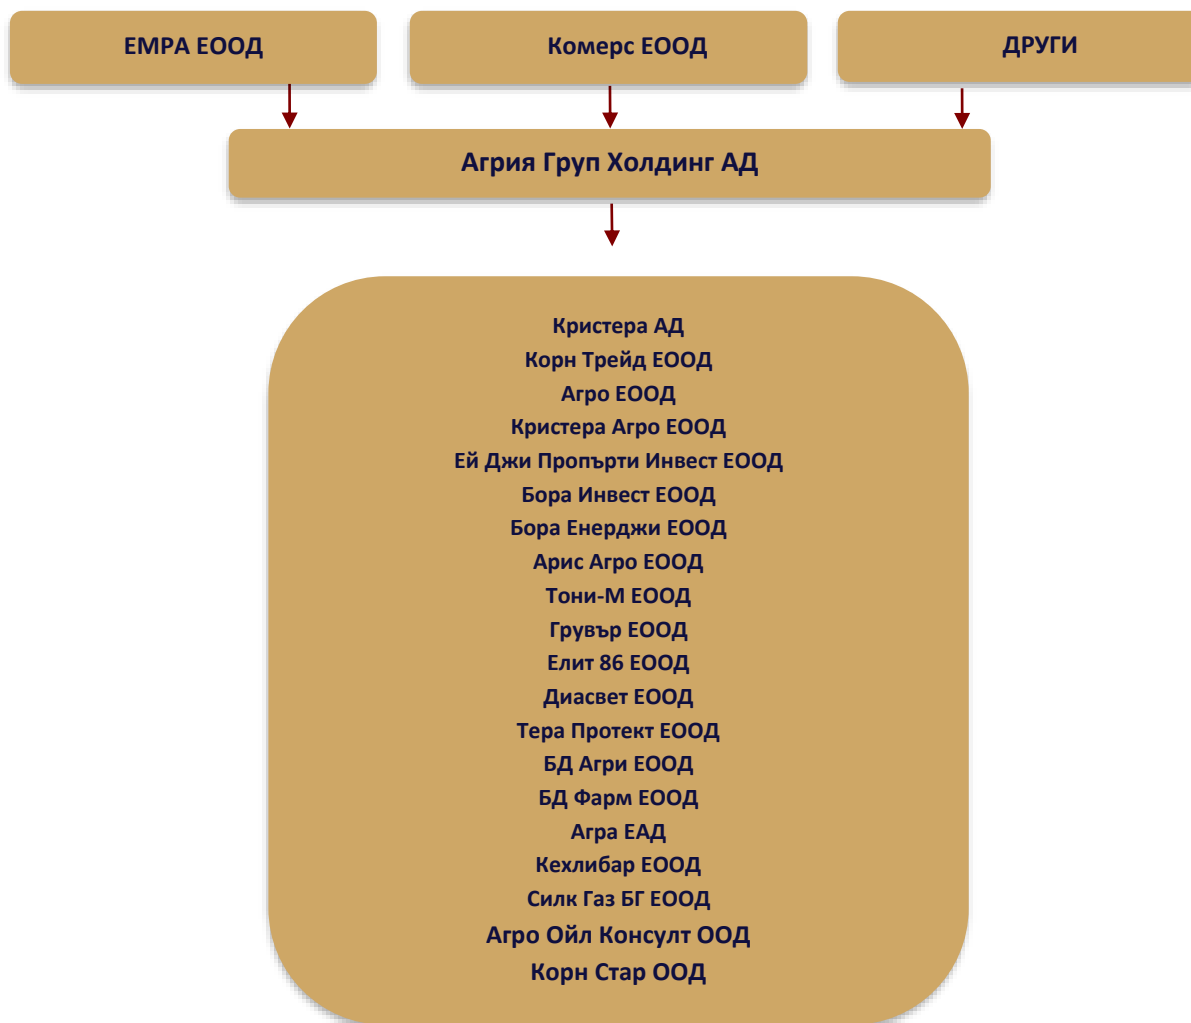 ЕМРА ЕООД
Комерс ЕООД
ДРУГИ
Агрия Груп Холдинг АД
Кристера АД
Корн Трейд ЕООД
Агро ЕООД
Кристера Агро ЕООД
Ей Джи Пропърти Инвест ЕООД
Бора Инвест ЕООД
Бора Енерджи ЕООД
Арис Агро ЕООД
Тони-М ЕООД
Грувър ЕООД
Елит 86 ЕООД
Диасвет ЕООД
Тера Протект ЕООД
БД Агри ЕООД
БД Фарм ЕООД
Агра ЕАД
Кехлибар ЕООД
Силк Газ БГ ЕООД
Агро Ойл Консулт ООД
Корн Стар ООД